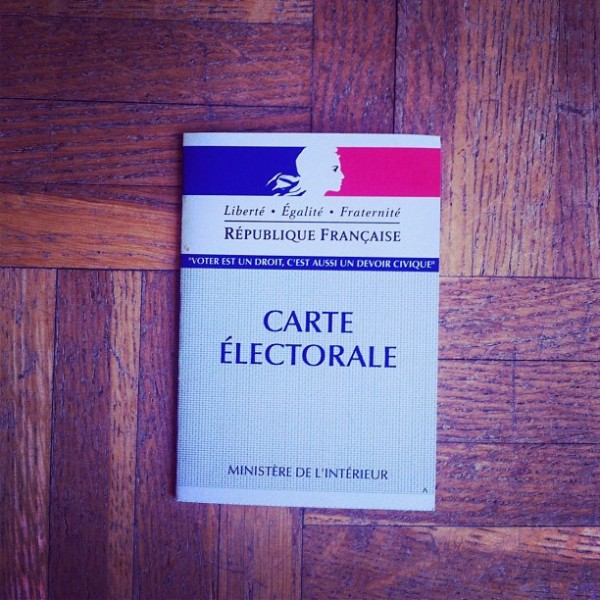 Liberté • Égalité • Fraternité
RÉPUBLIQUE FRANÇAISE
"VOTER EST UN DROIT, C'EST AUSSI UN DEVOIR CIVIQUE"
CARTE
ÉLECTORALE
MINISTÈRE DE L'INTÉRIEUR
A